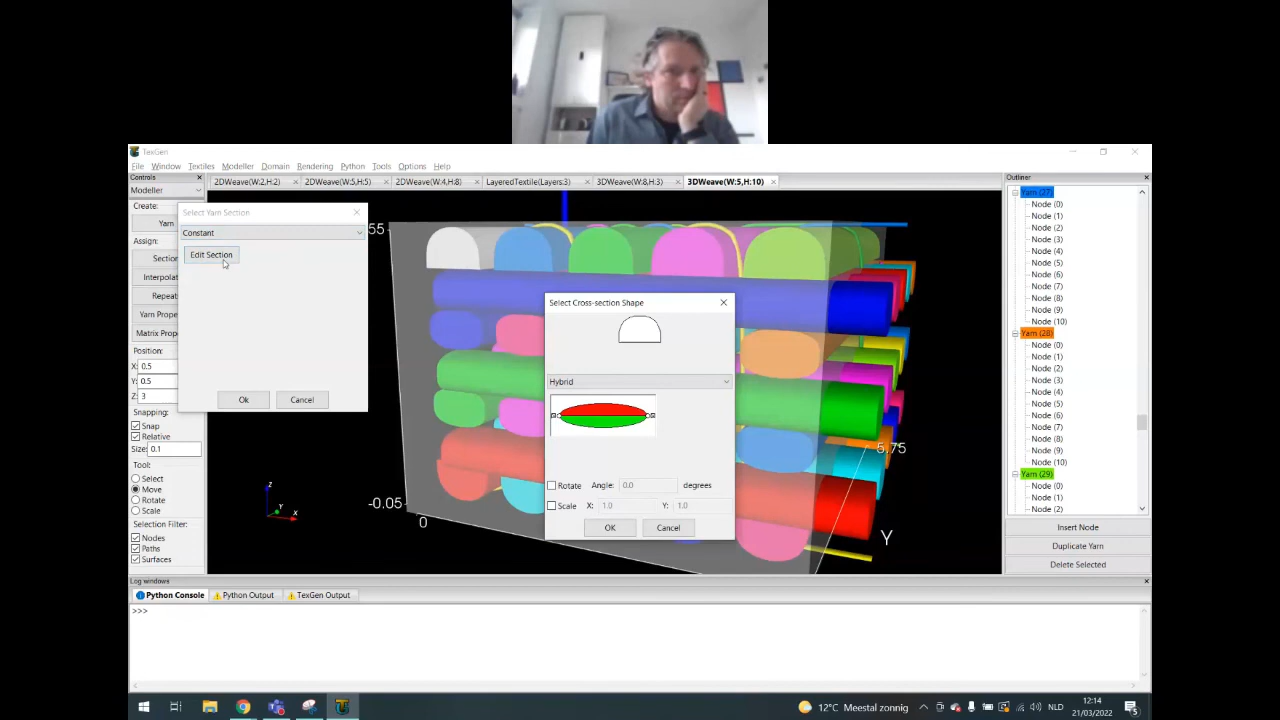 TexGen
File Window Textiles Modeller Domain Rendering Python Tools Options Help
Controls
Modeller
Create:
Yarn
Assign:
Section
Interpolat
Repeat
Yarn Prope
Matrix Prop
Position:
X: 0.5
Y: 0.5
Z: 3
Snapping:
Snap
Relative
Size: 0.1
Tool:
Select
Move
Rotate
Scale
Selection Filter:
Nodes
Paths
Surfaces
2DWeave(W:2,H:2) 2DWeave(W:5,H:5) 2DWeave(W:4,H:8) LayeredTextile(Layers:3) 3DWeave(W:8,H:3) 3DWeave(W:5,H:10)
Select Yarn Section
Constant
Edit Section
Ok Cancel
55
-0.05
0
5.75
Y
Z
Y
X
Select Cross-section Shape
Hybrid
Rotate Angle: 0.0 degrees
Scale X: 1.0 Y: 1.0
OK Cancel
Outliner
Yarn (27)
Node (0)
Node (1)
Node (2)
Node (3)
Node (4)
Node (5)
Node (6)
Node (7)
Node (8)
Node (9)
Node (10)
Yarn (28)
Node (0)
Node (1)
Node (2)
Node (3)
Node (4)
Node (5)
Node (6)
Node (7)
Node (8)
Node (9)
Node (10)
Yarn (29)
Node (0)
Node (1)
Node (2)
Insert Node
Duplicate Yarn
Delete Selected
Log windows
Python Console Python Output TexGen Output
>>>
12°C Meestal zonnig
NLD
12:14
21/03/2022
5